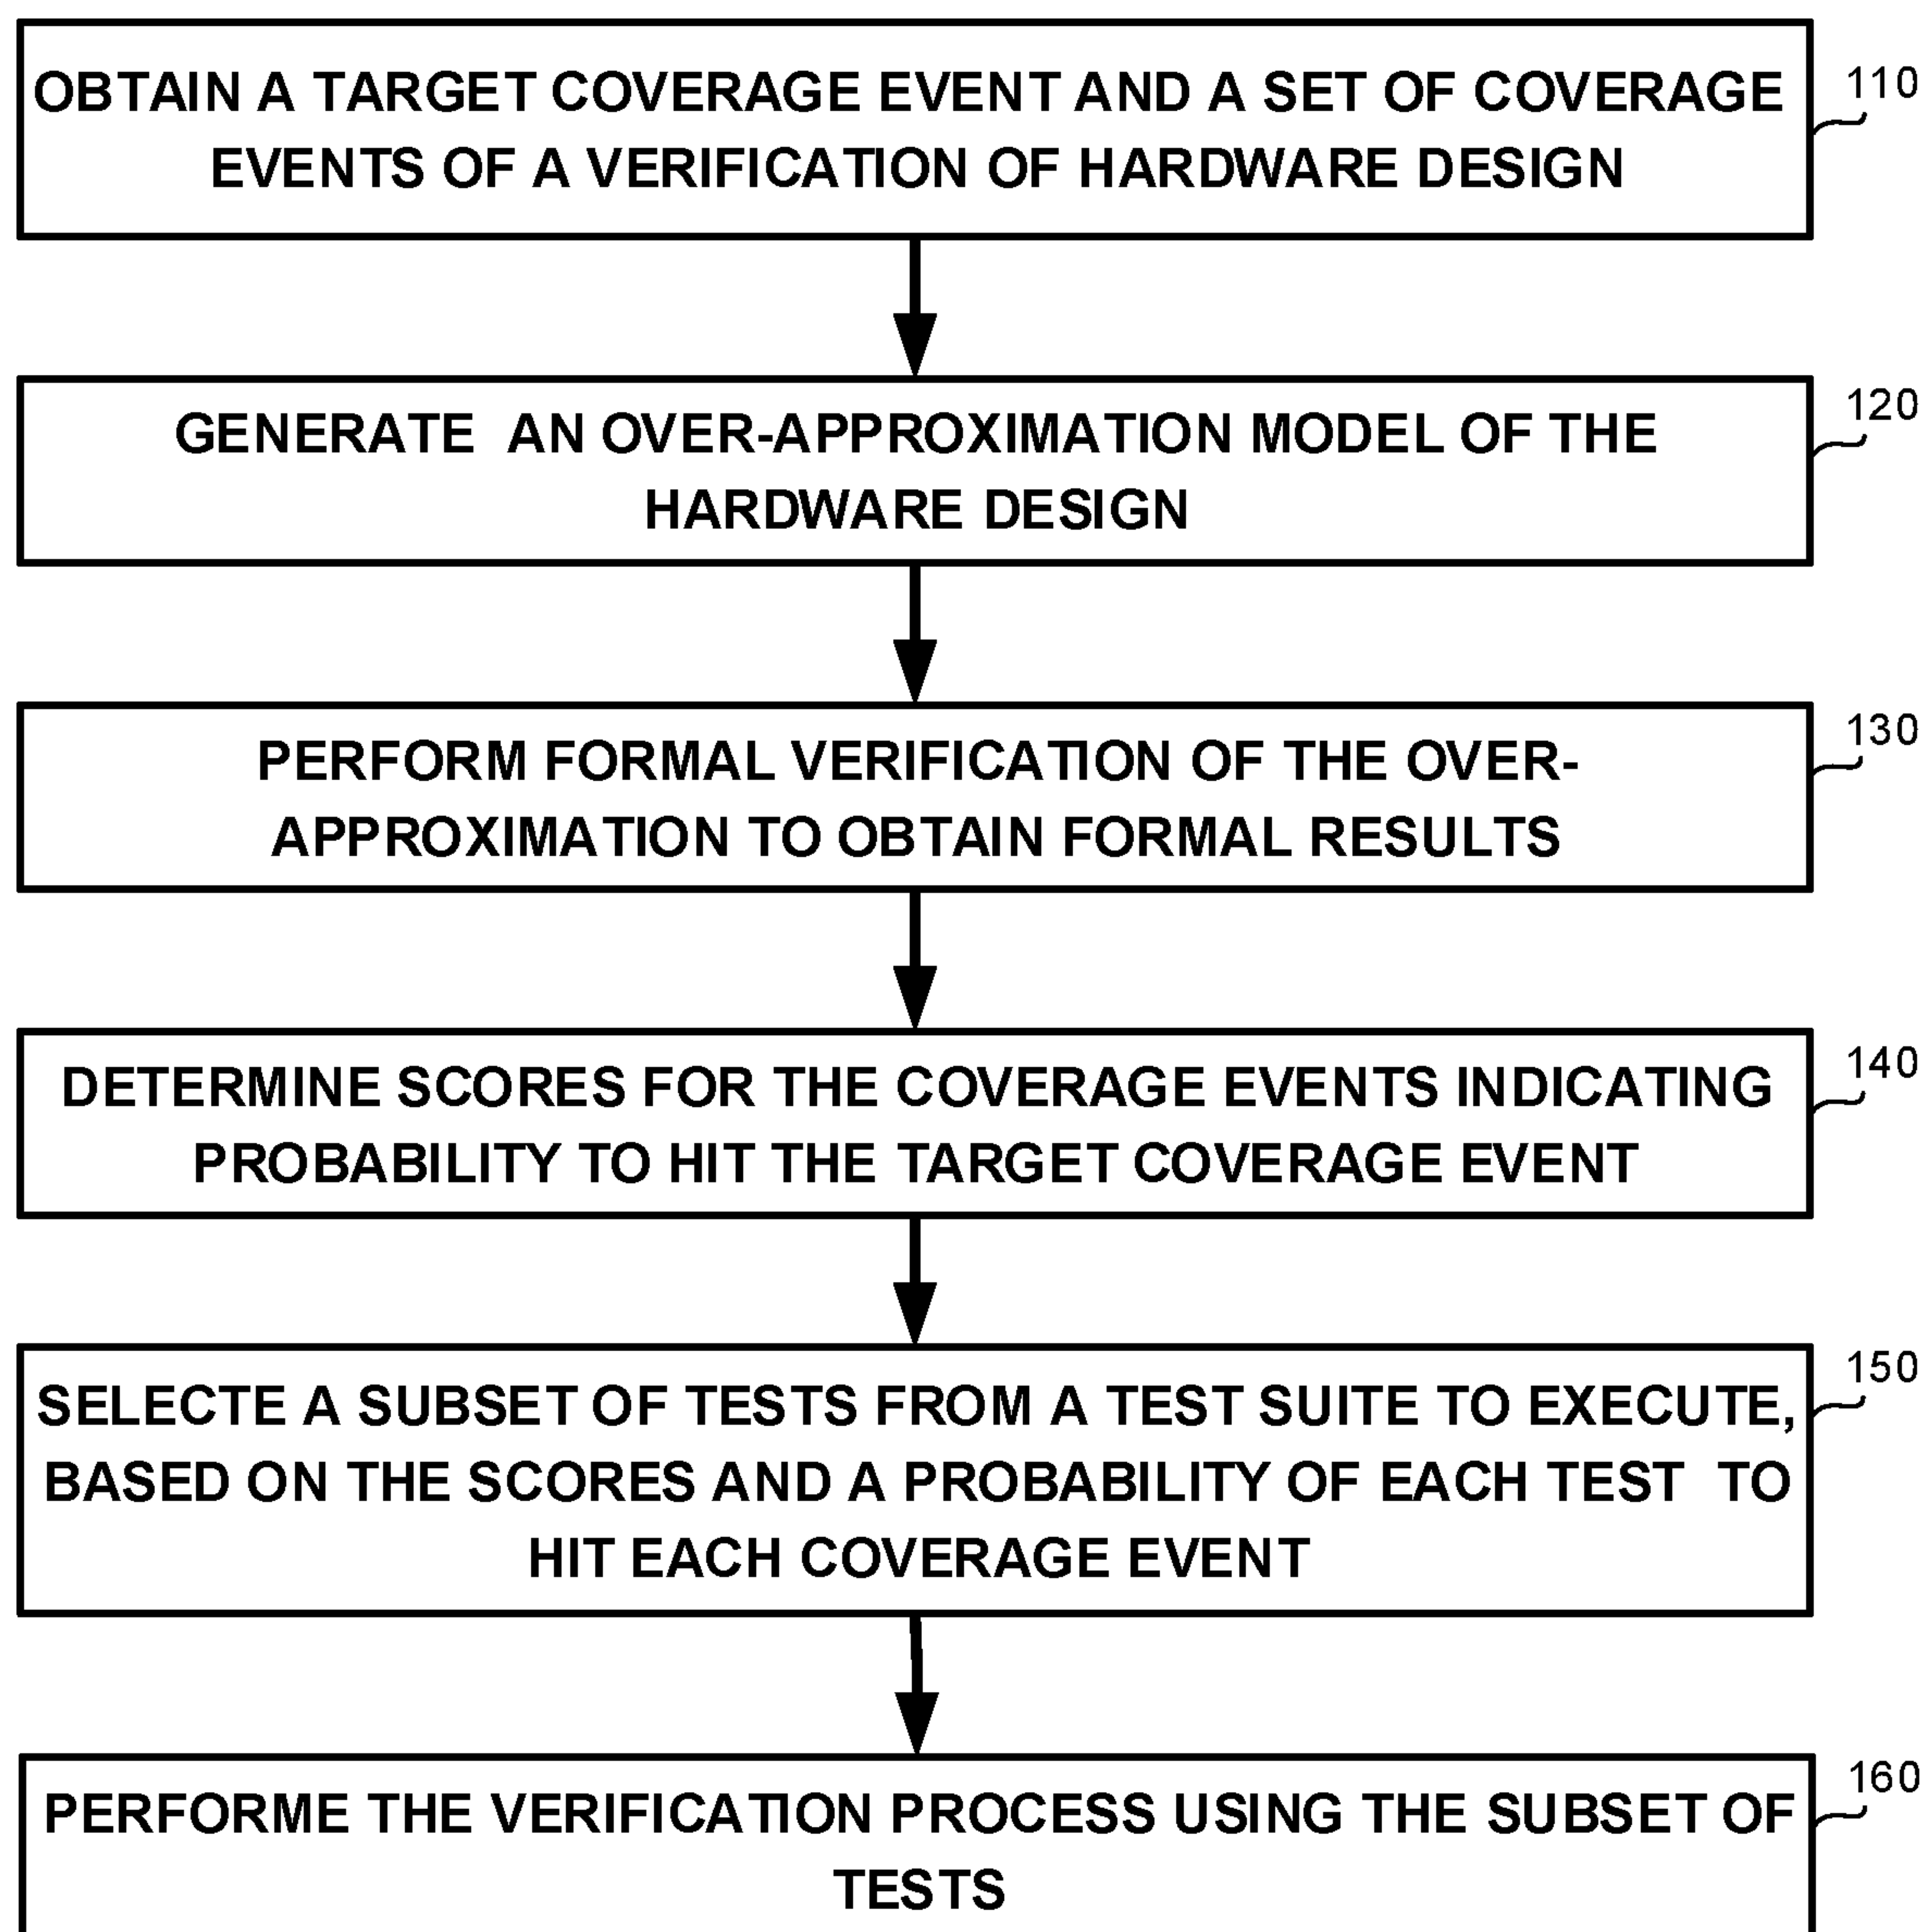 OBTAIN A TARGET COVERAGE EVENT AND A SET OF COVERAGE
EVENTS OF A VERIFICATION OF HARDWARE DESIGN
110
GENERATE AN OVER-APPROXIMATION MODEL OF THE
HARDWARE DESIGN
120
PERFORM FORMAL VERIFICATION OF THE OVER-
APPROXIMATION TO OBTAIN FORMAL RESULTS
130
DETERMINE SCORES FOR THE COVERAGE EVENTS INDICATING
PROBABILITY TO HIT THE TARGET COVERAGE EVENT
140
SELECTE A SUBSET OF TESTS FROM A TEST SUITE TO EXECUTE,
BASED ON THE SCORES AND A PROBABILITY OF EACH TEST TO
HIT EACH COVERAGE EVENT
150
PERFORME THE VERIFICATION PROCESS USING THE SUBSET OF
TESTS
160